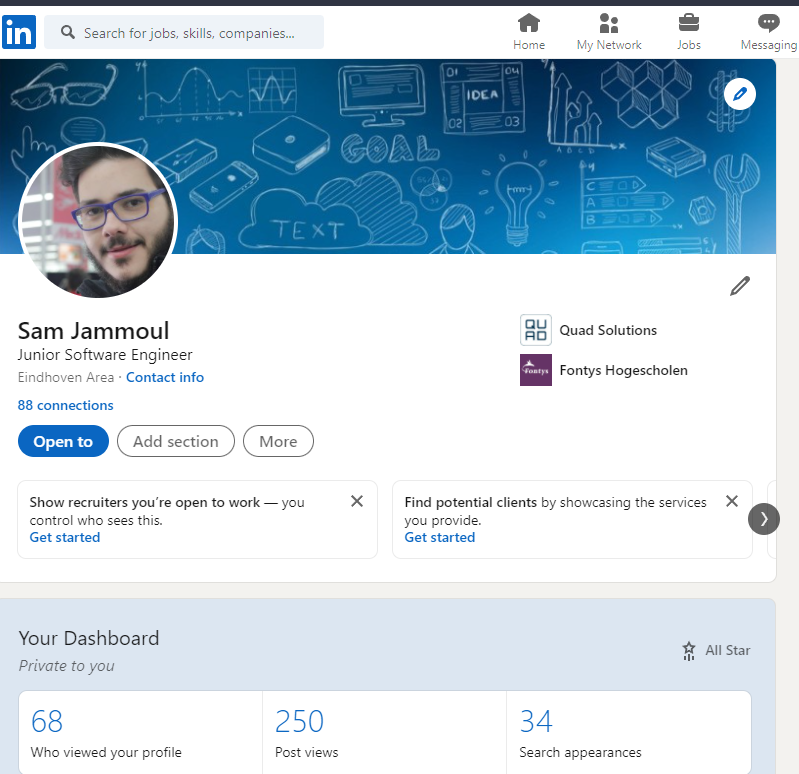 in
Search for jobs, skills, companies...
Home
My Network
Jobs
Messaging
01
04
IDEA
02
03
GOAL
TEXT
C
A
B
A B C D
Sam Jammoul
Junior Software Engineer
Eindhoven Area · Contact info
88 connections
QUAD
Quad Solutions
Fontys
Fontys Hogescholen
Open to
Add section
More
Show recruiters you’re open to work — you
control who sees this.
Get started
Find potential clients by showcasing the services
you provide.
Get started
Your Dashboard
Private to you
All Star
68
Who viewed your profile
250
Post views
34
Search appearances